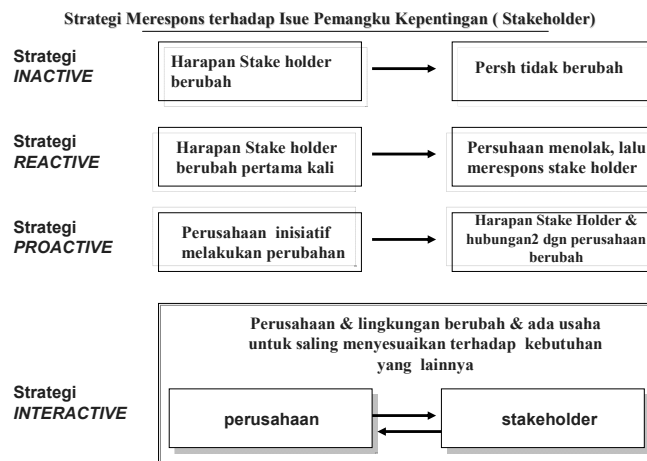 Strategi Merespons terhadap Isue Pemangku Kepentingan ( Stakeholder)
Strategi
INACTIVE
Harapan Stake holder
berubah
Persh tidak berubah
Strategi
REACTIVE
Harapan Stake holder
berubah pertama kali
Persuhaan menolak, lalu
merespons stake holder
Strategi
PROACTIVE
Perusahaan inisiatif
melakukan perubahan
Harapan Stake Holder &
hubungan2 dgn perusahaan
berubah
Strategi
INTERACTIVE
Perusahaan & lingkungan berubah & ada usaha
untuk saling menyesuaikan terhadap kebutuhan
yang lainnya
perusahaan
stakeholder